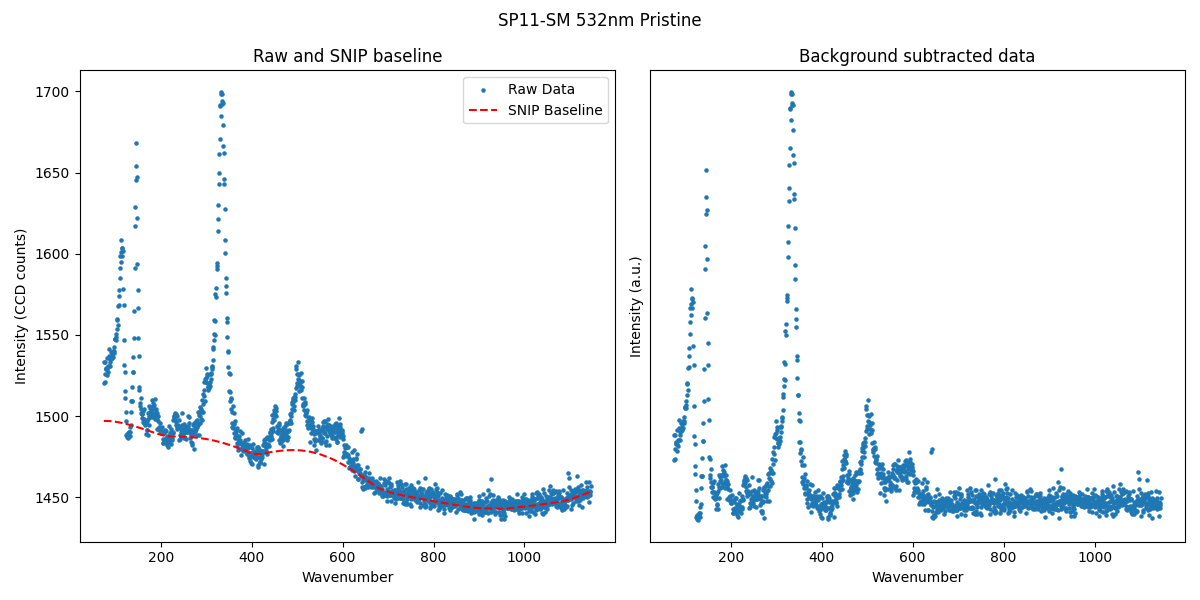 SP11-SM 532nm Pristine
Raw and SNIP baseline
Raw Data
SNIP Baseline
Intensity (CCD counts)
1700
1650
1600
1550
1500
1450
200 400 600 800 1000
Wavenumber
Background subtracted data
Intensity (a.u.)
200 400 600 800 1000
Wavenumber